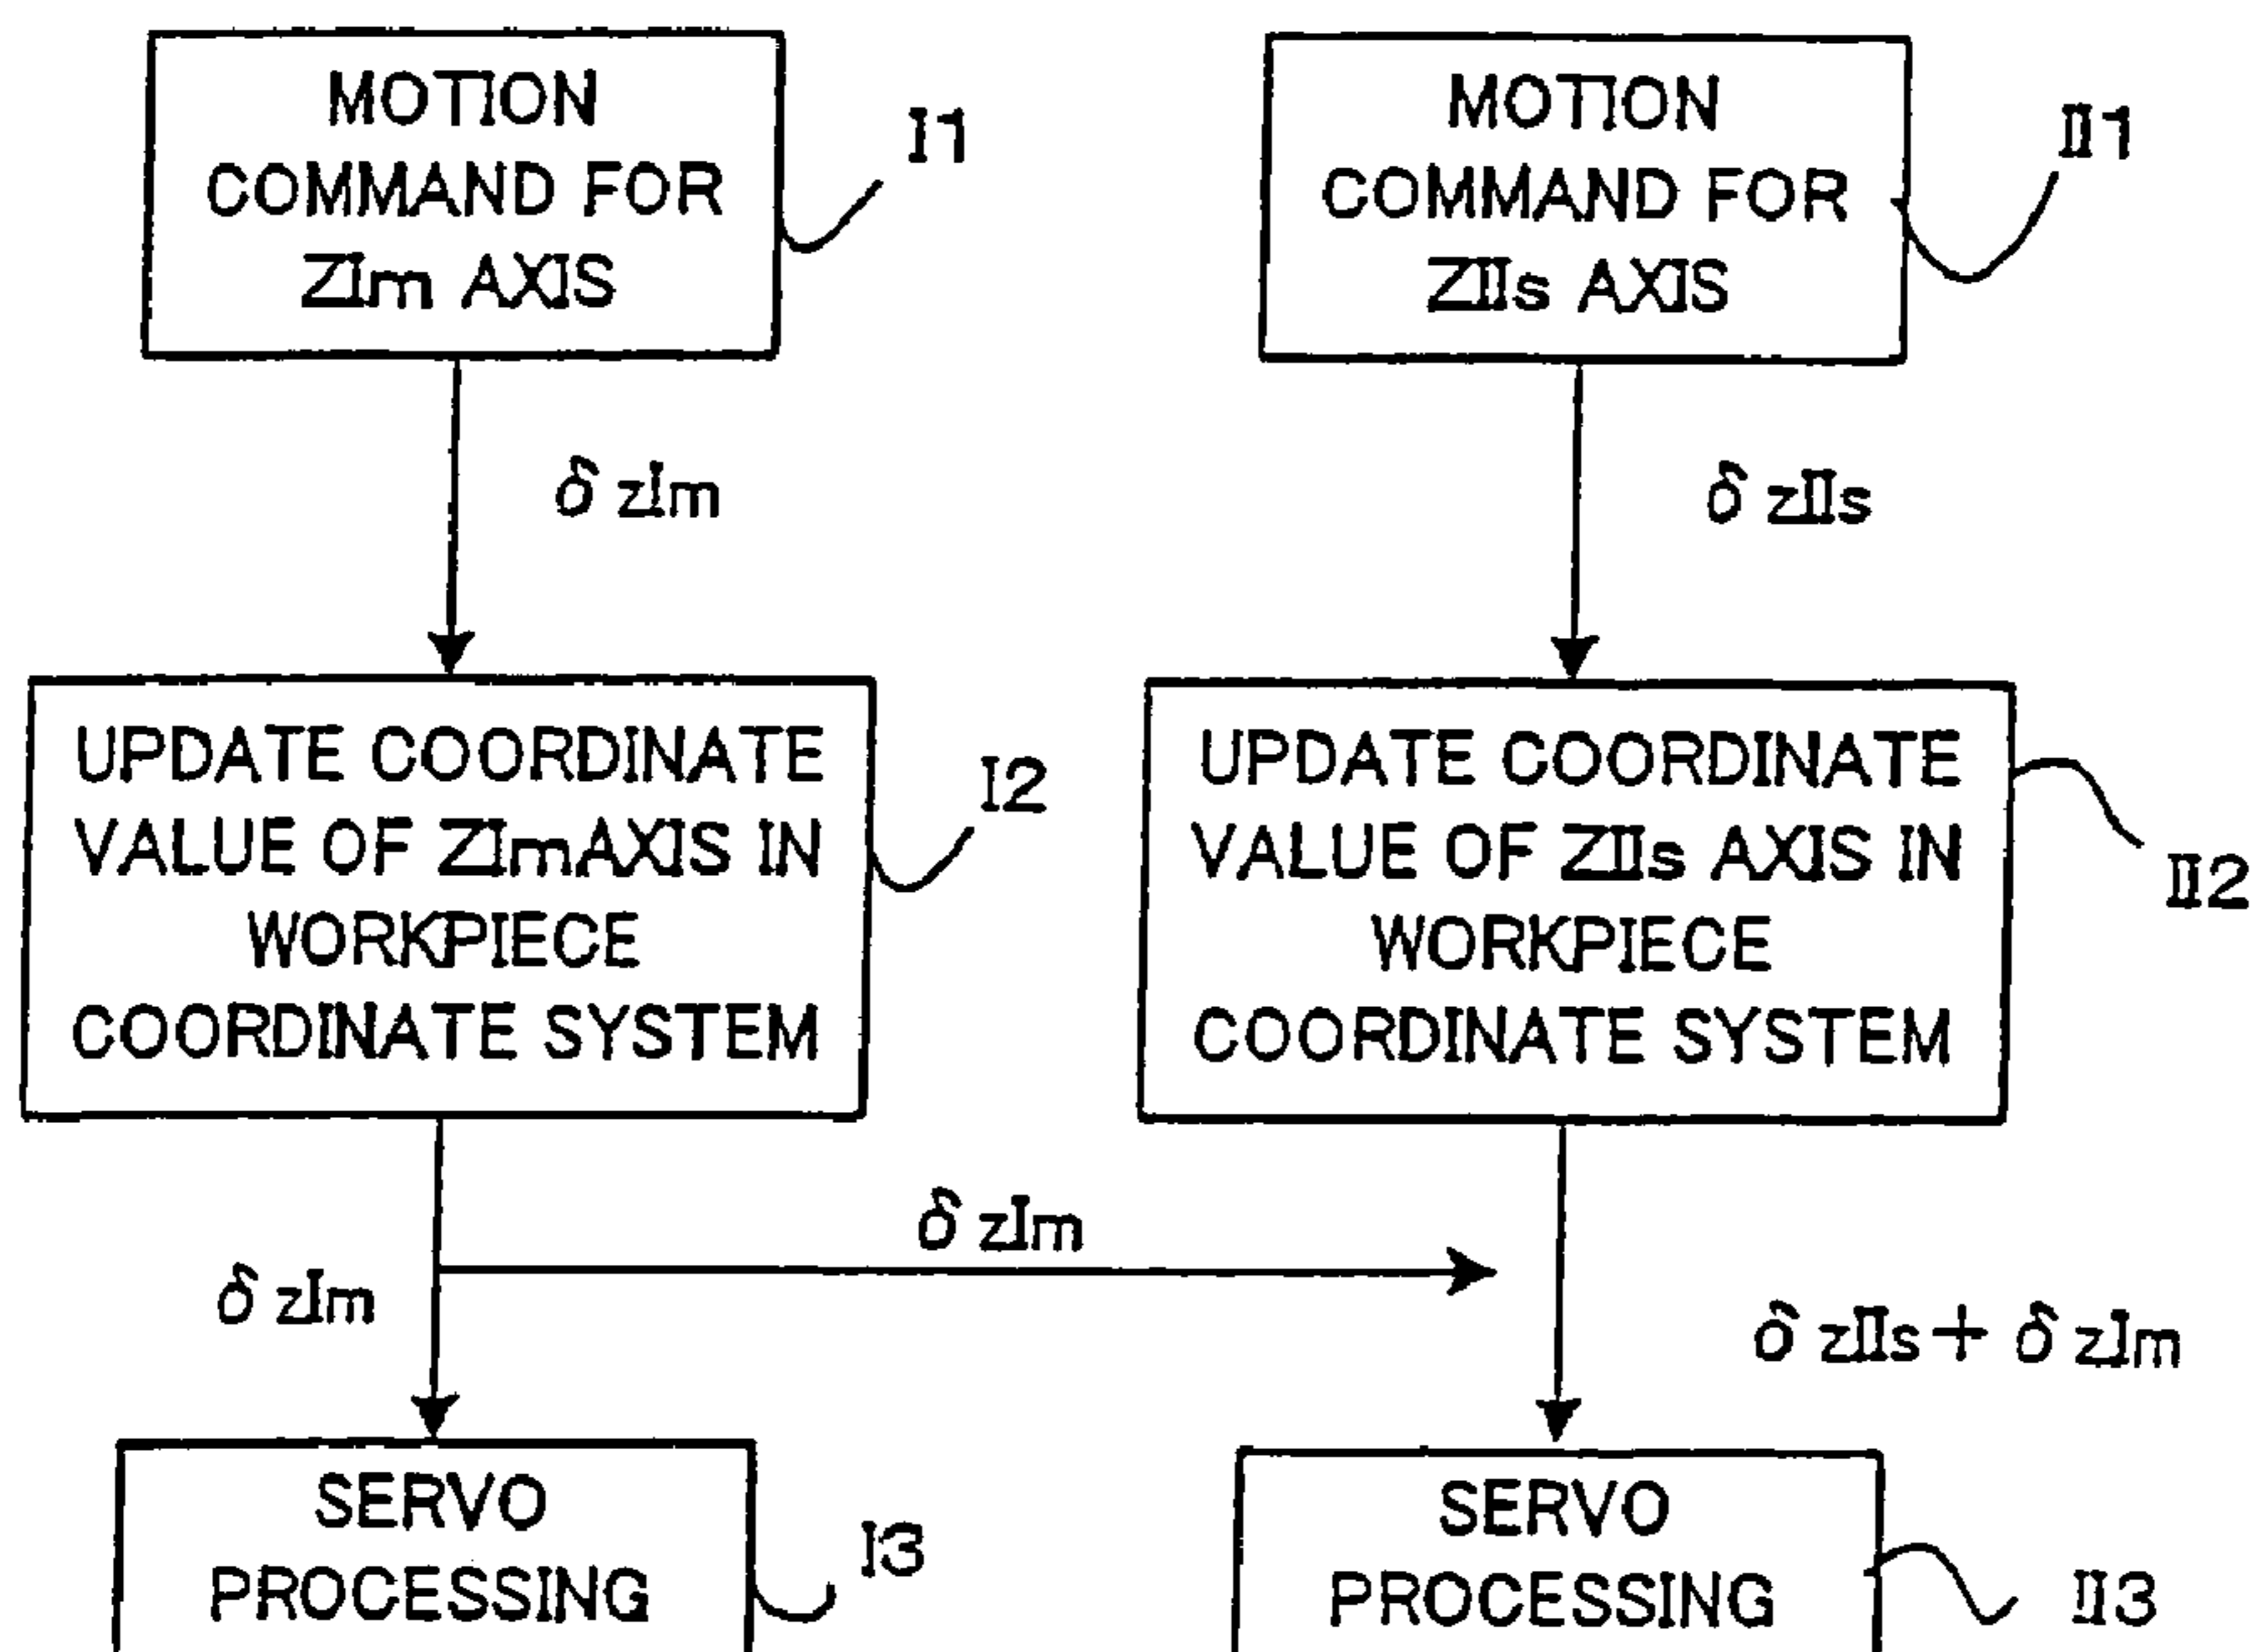 MOTION
COMMAND FOR
ZIm AXIS
I1
MOTION
COMMAND FOR
ZIIs AXIS
II1
δ zIm
δ zIIs
UPDATE COORDINATE
VALUE OF ZImAXIS IN
WORKPIECE
COORDINATE SYSTEM
I2
UPDATE COORDINATE
VALUE OF ZIIs AXIS IN
WORKPIECE
COORDINATE SYSTEM
II2
δ zIm
δ zIm
δ zIIs + δ zIm
SERVO
PROCESSING
I3
SERVO
PROCESSING
II3